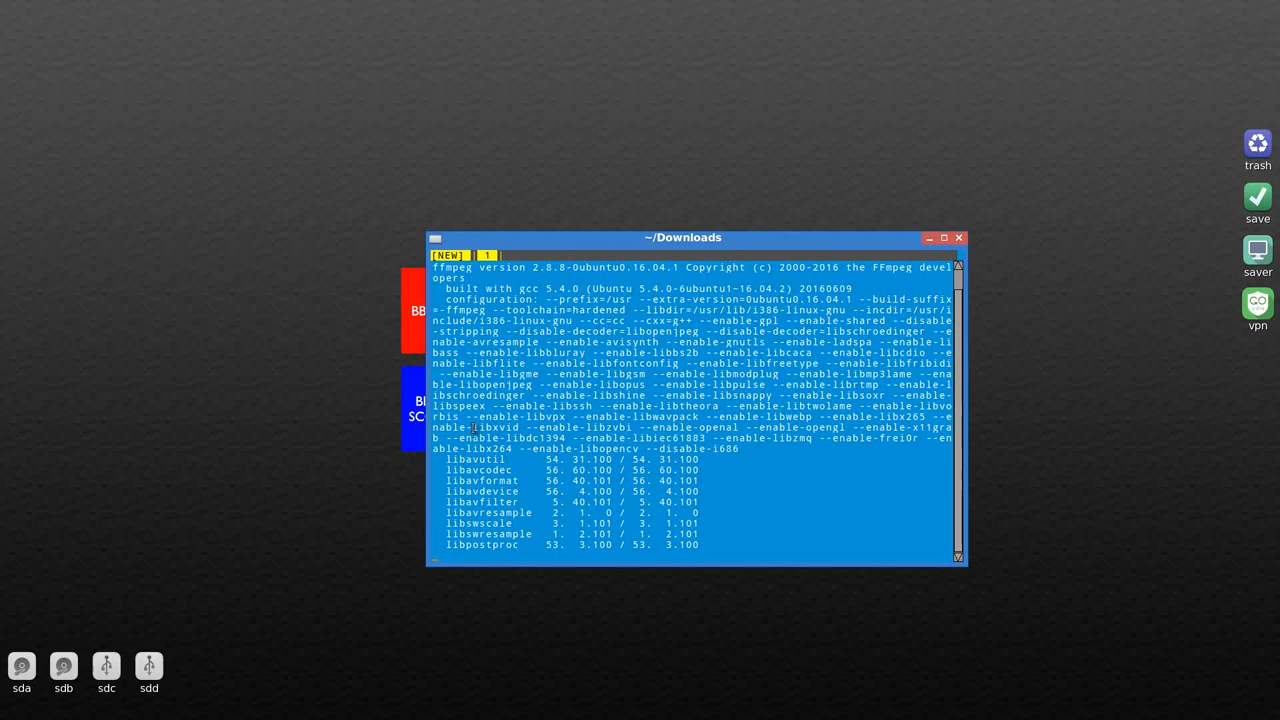 ~/Downloads
[NEW] 1
ffmpeg version 2.8.8-0ubuntu0.16.04.1 Copyright (c) 2000-2016 the FFmpeg devel
opers
built with gcc 5.4.0 (Ubuntu 5.4.0-6ubuntu1~16.04.2) 20160609
configuration: --prefix=/usr --extra-version=0ubuntu0.16.04.1 --build-suffix
=-ffmpeg --toolchain=hardened --libdir=/usr/lib/i386-linux-gnu --incdir=/usr/i
nclude/i386-linux-gnu --cc=cc --cxx=g++ --enable-gpl --enable-shared --disable
-stripping --disable-decoder=libopenjpeg --disable-decoder=libschroedinger --e
nable-avresample --enable-avisynth --enable-gnutls --enable-ladspa --enable-li
bass --enable-libbluray --enable-libbs2b --enable-libcaca --enable-libcdio --e
nable-libflite --enable-libfontconfig --enable-libfreetype --enable-libfribidi
--enable-libgme --enable-libgsm --enable-libmodplug --enable-libmp3lame --ena
ble-libopenjpeg --enable-libopus --enable-libpulse --enable-librtmp --enable-l
ibschroedinger --enable-libshine --enable-libsnappy --enable-libsoxr --enable-
libspeex --enable-libssh --enable-libtheora --enable-libtwolame --enable-libvo
rbis --enable-libvpx --enable-libwavpack --enable-libwebp --enable-libx265 --e
nable-libxvid --enable-libzvbi --enable-openal --enable-opengl --enable-x11gra
b --enable-libdc1394 --enable-libiec61883 --enable-libzmq --enable-frei0r --en
able-libx264 --enable-libopencv --disable-i686
libavutil 54. 31.100 / 54. 31.100
libavcodec 56. 60.100 / 56. 60.100
libavformat 56. 40.101 / 56. 40.101
libavdevice 56. 4.100 / 56. 4.100
libavfilter 5. 40.101 / 5. 40.101
libavresample 2. 1. 0 / 2. 1. 0
libswscale 3. 1.101 / 3. 1.101
libswresample 1. 2.101 / 1. 2.101
libpostproc 53. 3.100 / 53. 3.100
trash
save
saver
GO
vpn
sda
sdb
sdc
sdd